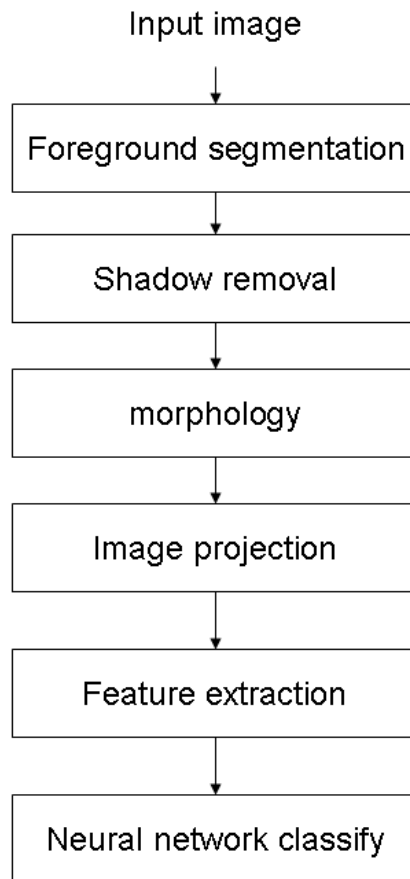 Input image
Foreground segmentation
Shadow removal
morphology
Image projection
Feature extraction
Neural network classify